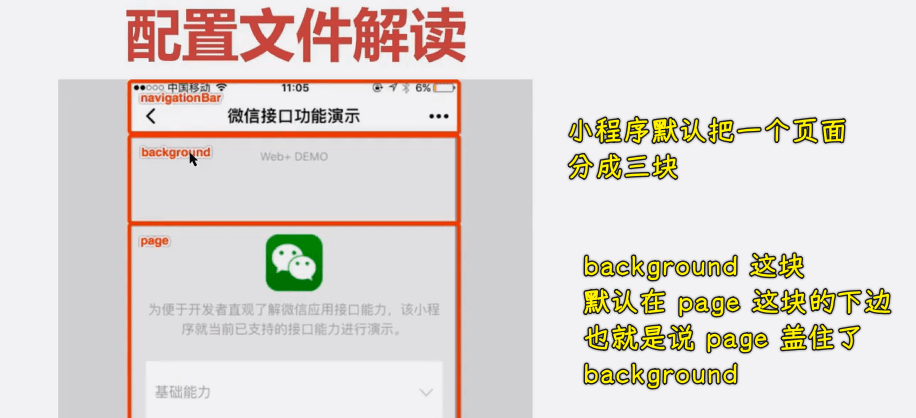 配置文件解读
中国移动 11:05 6%
navigationBar
微信接口功能演示
background
Web+ DEMO
page
为便于开发者直观了解微信应用接口能力，该小程
序就当前已支持的接口能力进行演示。
基础能力
小程序默认把一个页面
分成三块
background 这块
默认在 page 这块的下边
也就是说 page 盖住了
background